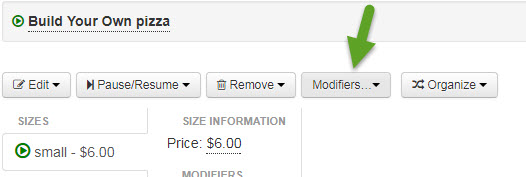 Build Your Own pizza
Edit Pause/Resume Remove Modifiers... Organize
SIZES SIZE INFORMATION
small - $6.00 Price: $6.00
MODIFIERS